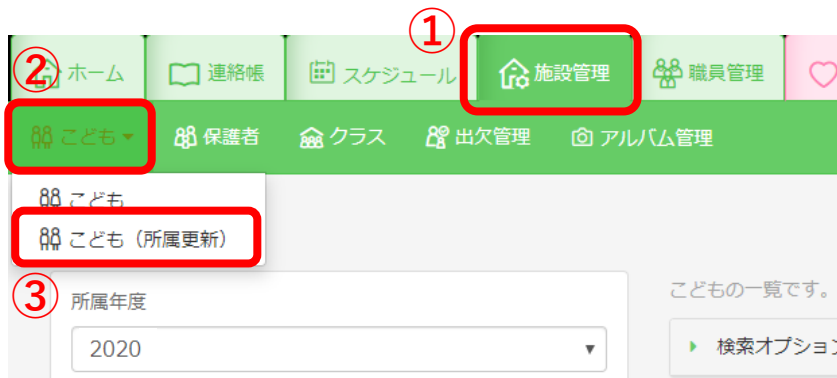 ①
② ホーム 連絡帳 スケジュール 施設管理 職員管理
こども 保護者 クラス 出欠管理 アルバム管理
こども
こども（所属更新）
③ 所属年度
こどもの一覧です。
2020
検索オプション